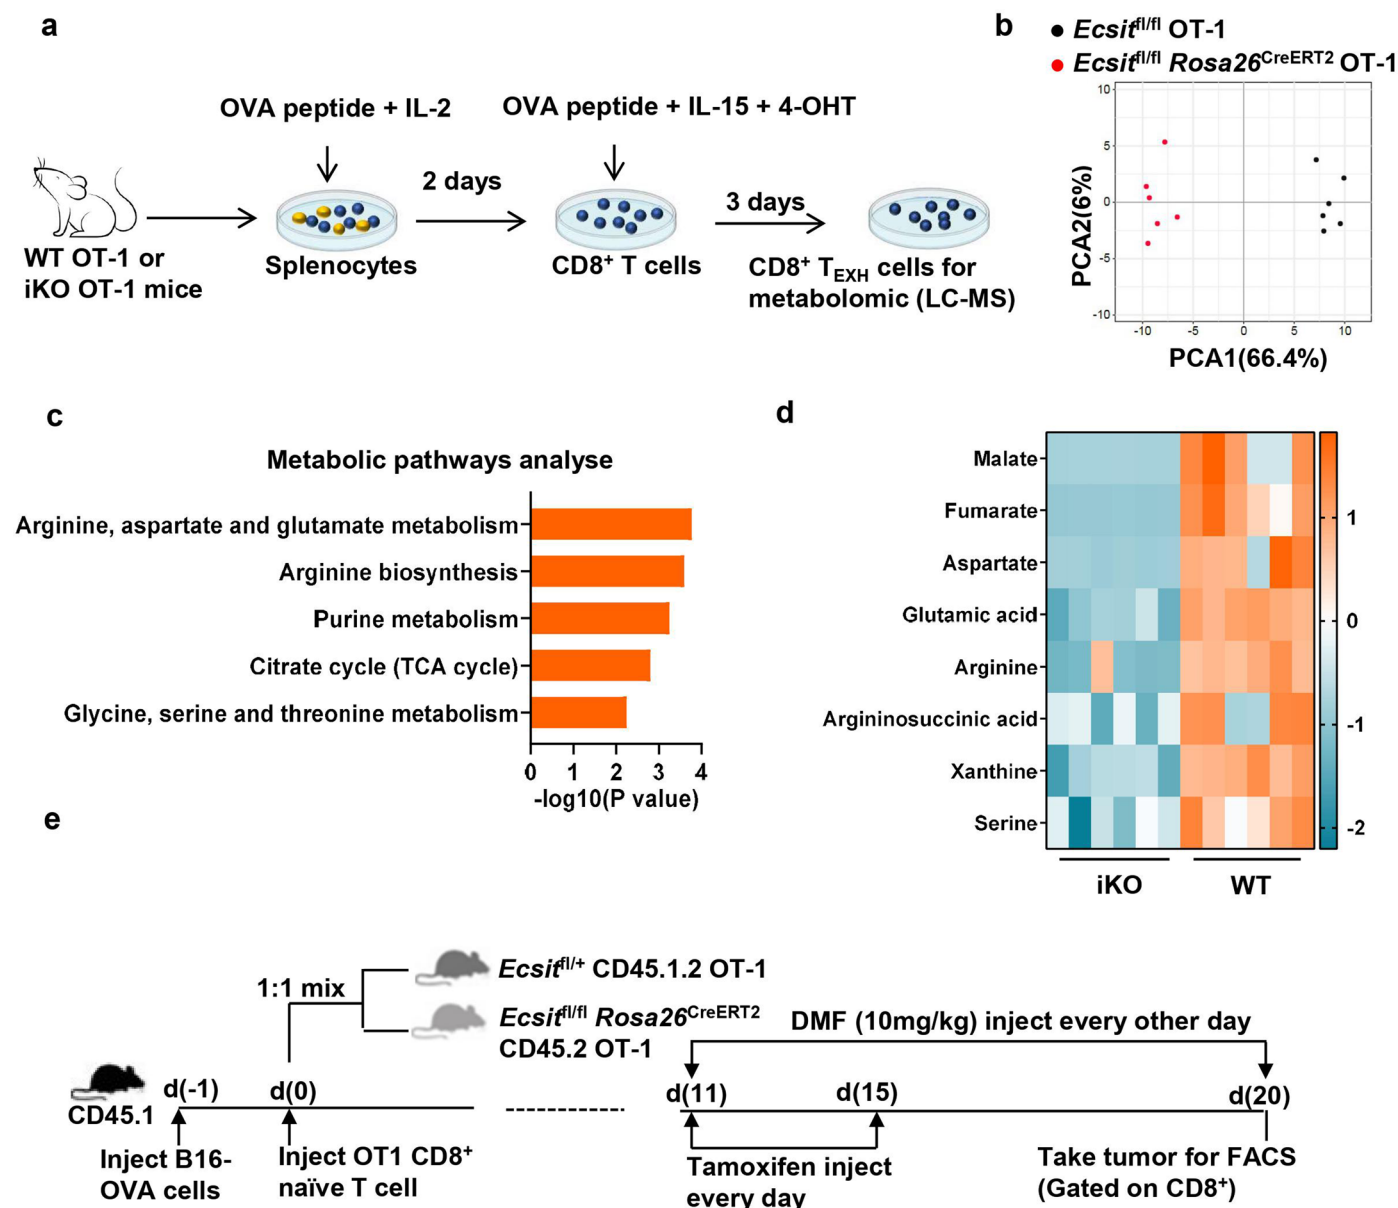 a
OVA peptide + IL-2
OVA peptide + IL-15 + 4-OHT
2 days
3 days
WT OT-1 or
iKO OT-1 mice
Splenocytes
CD8+ T cells
CD8+ TEXH cells for
metabolomic (LC-MS)
b
Ecsitfl/fl OT-1
Ecsitfl/fl Rosa26CreERT2 OT-1
10
5
0
-5
-10
PCA2(6%)
-10 -5 0 5 10
PCA1(66.4%)
c
Metabolic pathways analyse
Arginine, aspartate and glutamate metabolism
Arginine biosynthesis
Purine metabolism
Citrate cycle (TCA cycle)
Glycine, serine and threonine metabolism
0 1 2 3 4
-log10(P value)
d
Malate
Fumarate
Aspartate
Glutamic acid
Arginine
Argininosuccinic acid
Xanthine
Serine
1
0
-1
-2
iKO WT
e
1:1 mix
Ecsitfl/+ CD45.1.2 OT-1
Ecsitfl/fl Rosa26CreERT2
CD45.2 OT-1
DMF (10mg/kg) inject every other day
CD45.1
d(-1) d(0) d(11) d(15) d(20)
Inject B16-
OVA cells
Inject OT1 CD8+
naïve T cell
Tamoxifen inject
every day
Take tumor for FACS
(Gated on CD8+)